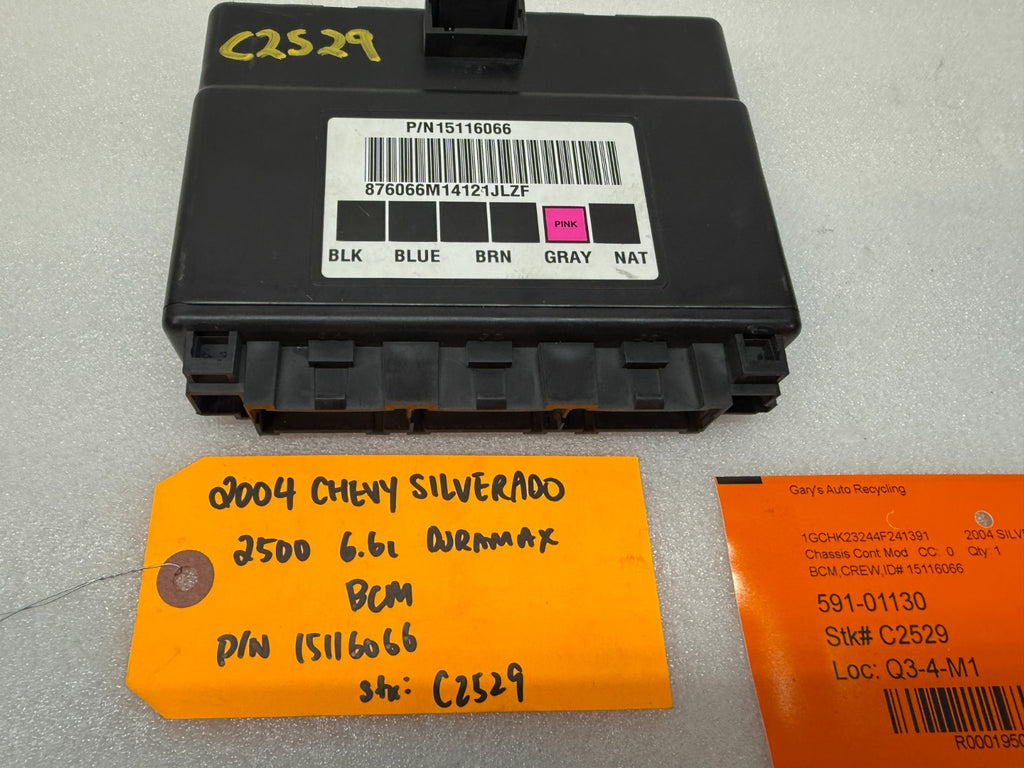 C2529
P/N15116066
876066M14121JLZF
PINK
BLK BLUE BRN GRAY NAT
2004 CHEVY SILVERADO
2500 6.6L DURAMAX
BCM
P/N 15116066
stk: C2529
Gary's Auto Recycling
1GCHK23244F241391 2004 SILVE
Chassis Cont Mod CC: 0 Qty: 1
BCM,CREW,ID# 15116066
591-01130
Stk# C2529
Loc: Q3-4-M1
R0001950